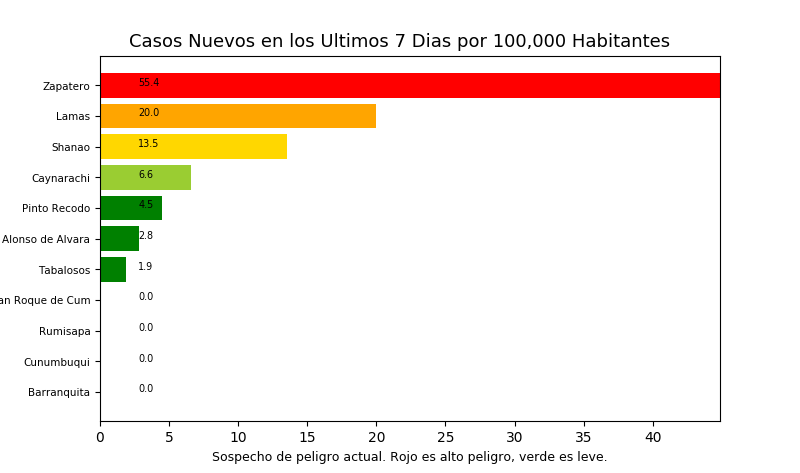 Casos Nuevos en los Ultimos 7 Dias por 100,000 Habitantes
Zapatero 55.4
Lamas 20.0
Shanao 13.5
Caynarachi 6.6
Pinto Recodo 4.5
Alonso de Alvara 2.8
Tabalosos 1.9
an Roque de Cum 0.0
Rumisapa 0.0
Cunumbuqui 0.0
Barranquita 0.0
0 5 10 15 20 25 30 35 40
Sospecho de peligro actual. Rojo es alto peligro, verde es leve.